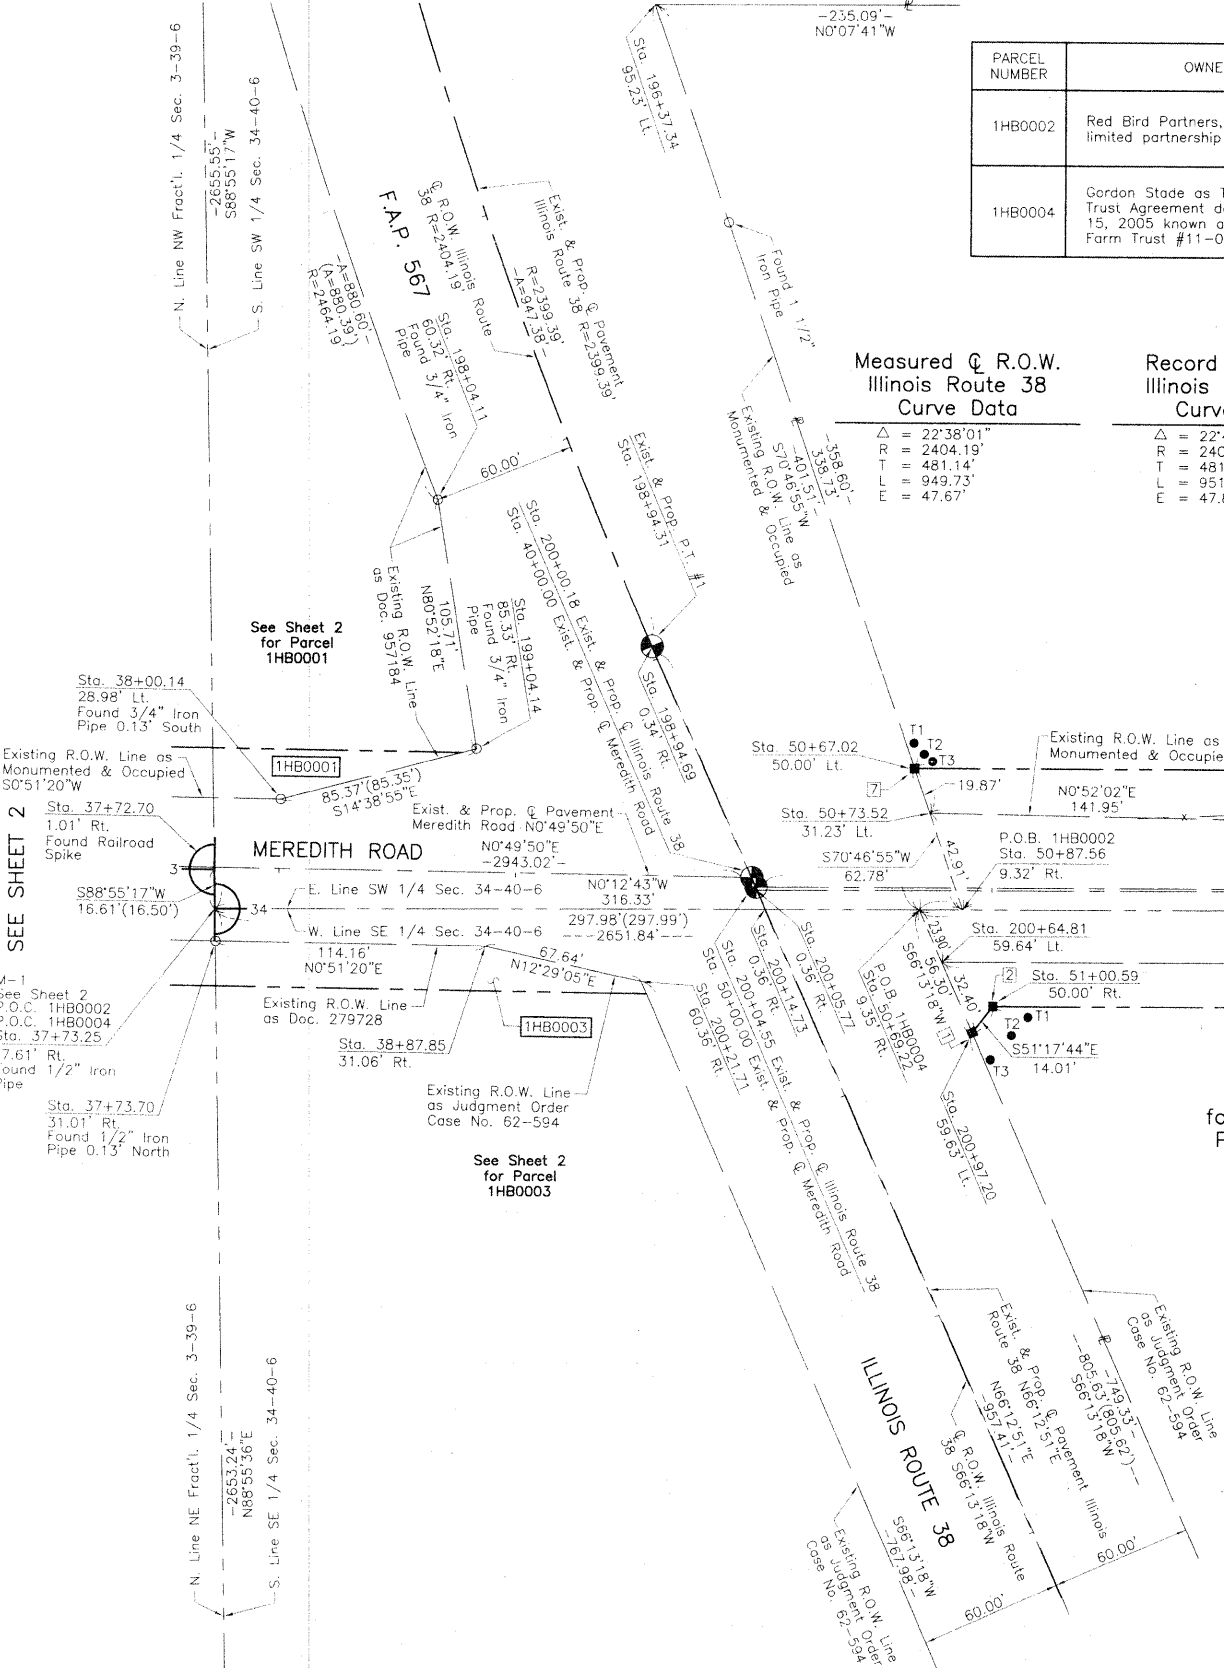 -235.09'-
N0°07'41"W
PARCEL
NUMBER
OWNE
1HB0002
Red Bird Partners,
limited partnership
1HB0004
Gordon Stade as T
Trust Agreement d
15, 2005 known a
Farm Trust #11-0
N. Line NW Fract'l. 1/4 Sec. 3-39-6
-2655.55'-
S88°55'17"W
S. Line SW 1/4 Sec. 34-40-6
Sta. 196+37.34
95.23' Lt.
F.A.P. 567
℄ R.O.W. Illinois Route
38 R=2404.19'
Exist. & Prop. ℄ Pavement
Illinois Route 38 R=2399.39'
R=2399.39'
-A=947.38'-
-A=880.60'-
(A=880.39')
R=2464.19'
Sta. 198+04.11
60.32' Rt.
Found 3/4" Iron
Pipe
60.00'
Found 1 1/2"
Iron Pipe
Measured ℄ R.O.W.
Illinois Route 38
Curve Data
△ = 22°38'01"
R = 2404.19'
T = 481.14'
L = 949.73'
E = 47.67'
Record
Illinois
Curv
△ = 22°
R = 240
T = 481
L = 951
E = 47.
-358.60'-
338.73'
-401.51'-
S70°46'55"W
Existing R.O.W. Line as
Monumented & Occupied
Exist. & Prop. P.T. #1
Sta. 198+94.31
Sta. 200+00.18 Exist. & Prop. ℄ Illinois Route 38
Sta. 40+00.00 Exist. & Prop. ℄ Meredith Road
Existing R.O.W. Line
as Doc. 957184
105.71'
N80°52'18"E
Sta. 199+04.14
85.33' Rt.
Found 3/4" Iron
Pipe
Sta. 198+94.69
0.34' Rt.
See Sheet 2
for Parcel
1HB0001
Sta. 38+00.14
28.98' Lt.
Found 3/4" Iron
Pipe 0.13' South
Existing R.O.W. Line as
Monumented & Occupied
S0°51'20"W
1HB0001
85.37'(85.35')
S14°38'55"E
Exist. & Prop. ℄ Pavement
Meredith Road N0°49'50"E
N0°49'50"E
-2943.02'-
MEREDITH ROAD
SEE SHEET 2
Sta. 37+72.70
1.01' Rt.
Found Railroad
Spike
3
34
S88°55'17"W
16.61'(16.50')
E. Line SW 1/4 Sec. 34-40-6
W. Line SE 1/4 Sec. 34-40-6
N0°12'43"W
316.33'
297.98'(297.99')
---2651.84'---
114.16'
N0°51'20"E
67.64'
N12°29'05"E
M-1
See Sheet 2
P.O.C. 1HB0002
P.O.C. 1HB0004
Sta. 37+73.25
7.61' Rt.
Found 1/2" Iron
Pipe
Existing R.O.W. Line
as Doc. 279728
1HB0003
Sta. 38+87.85
31.06' Rt.
Existing R.O.W. Line
as Judgment Order
Case No. 62-594
Sta. 37+73.70
31.01' Rt.
Found 1/2" Iron
Pipe 0.13' North
See Sheet 2
for Parcel
1HB0003
Sta. 50+67.02
50.00' Lt.
T1
T2
T3
7
19.87'
Existing R.O.W. Line as
Monumented & Occupie
N0°52'02"E
141.95'
Sta. 50+73.52
31.23' Lt.
42.91'
P.O.B. 1HB0002
Sta. 50+87.56
9.32' Rt.
S70°46'55"W
62.78'
23.90'
56.30'
S66°13'18"W
32.40'
Sta. 200+64.81
59.64' Lt.
2
Sta. 51+00.59
50.00' Rt.
1
T1
T2
T3
S51°17'44"E
14.01'
P.O.B. 1HB0004
Sta. 50+69.22
9.35' Rt.
Sta. 200+05.77
0.36' Rt.
Sta. 200+14.73
0.36' Rt.
Sta. 200+04.55 Exist. & Prop. ℄ Illinois Route 38
Sta. 50+00.00 Exist. & Prop. ℄ Meredith Road
Sta. 200+21.71
60.36' Rt.
Sta. 200+97.20
59.63' Lt.
fo
F
N. Line NE Fract'l. 1/4 Sec. 3-39-6
-2653.24'-
N88°55'36"E
S. Line SE 1/4 Sec. 34-40-6
ILLINOIS ROUTE 38
Exist. & Prop. ℄ Pavement Illinois
Route 38 N66°12'51"E
N66°12'51"E
-957.41'-
℄ R.O.W. Illinois Route
38 S66°13'18"W
Existing R.O.W. Line
as Judgment Order
Case No. 62-594
--749.33'-
--805.63'(805.62')--
S66°13'18"W
S66°13'18"W
-767.98'-
Existing R.O.W. Line
as Judgment Order
Case No. 62-594
60.00'
60.00'